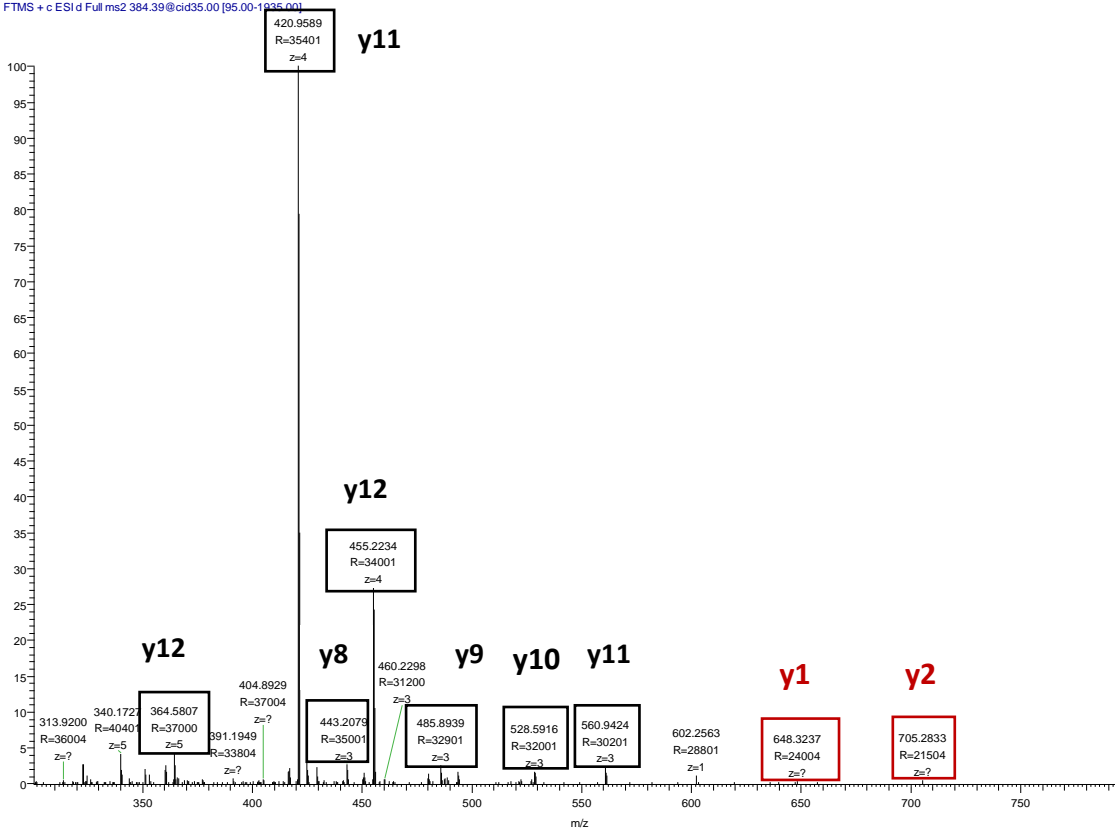 FTMS + c ESI d Full ms2 384.39@cid35.00 [95.00-1935.00]
420.9589
R=35401
z=4
y11
100
95
90
85
80
75
70
65
60
55
50
45
40
35
30
25
20
15
10
5
0
y12
455.2234
R=34001
z=4
y12
y8
y9
y10
y11
y1
y2
313.9200
R=36004
z=?
340.1727
R=40401
z=5
364.5807
R=37000
z=5
391.1949
R=33804
z=?
404.8929
R=37004
z=?
443.2079
R=35001
z=3
460.2298
R=31200
z=3
485.8939
R=32901
z=3
528.5916
R=32001
z=3
560.9424
R=30201
z=3
602.2563
R=28801
z=1
648.3237
R=24004
z=?
705.2833
R=21504
z=?
350 400 450 500 550 600 650 700 750
m/z